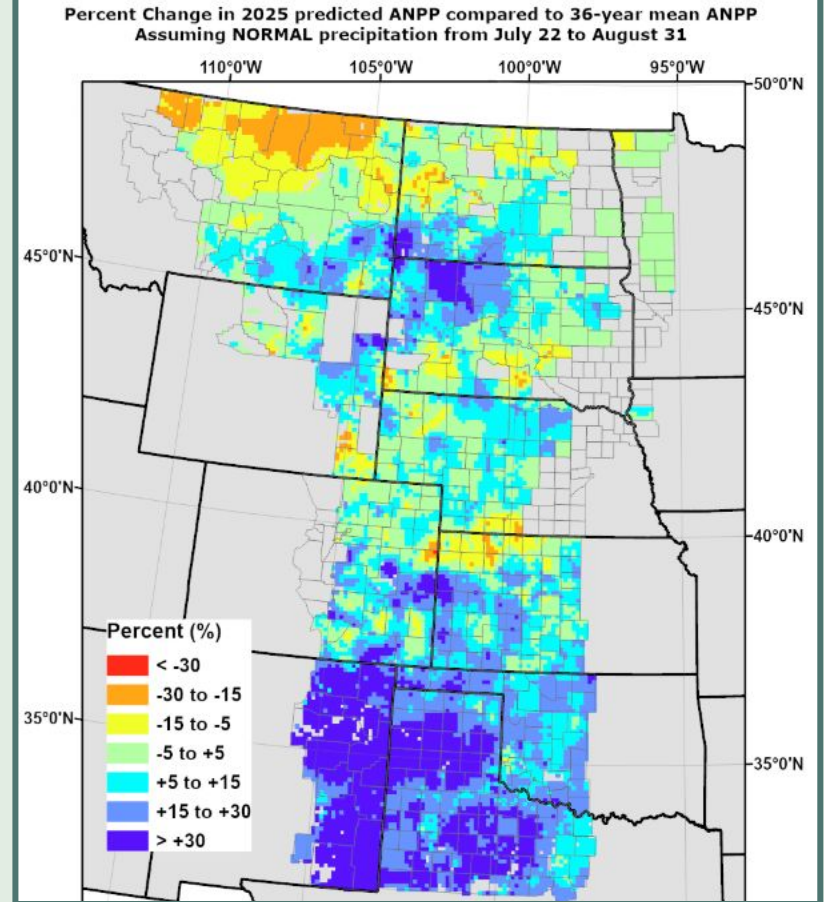 Percent Change in 2025 predicted ANPP compared to 36-year mean ANPP
Assuming NORMAL precipitation from July 22 to August 31
110°0'W 105°0'W 100°0'W 95°0'W
50°0'N
45°0'N
45°0'N
40°0'N
40°0'N
35°0'N
35°0'N
Percent (%)
< -30
-30 to -15
-15 to -5
-5 to +5
+5 to +15
+15 to +30
> +30